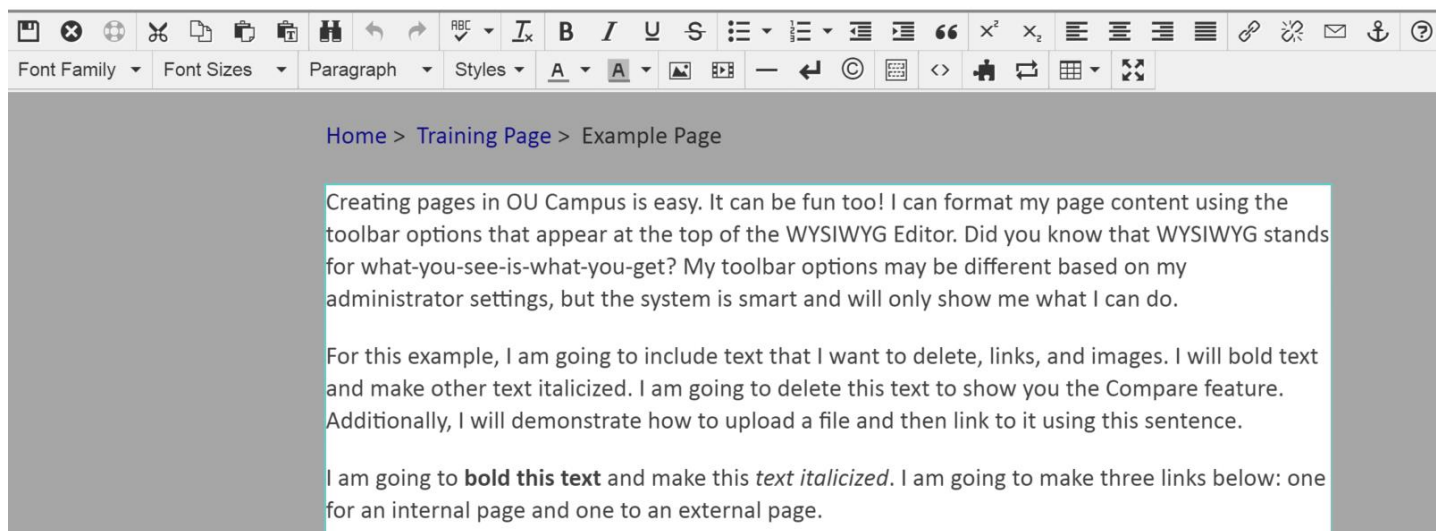 ABC
Font Family Font Sizes Paragraph Styles A A
Home > Training Page > Example Page
Creating pages in OU Campus is easy. It can be fun too! I can format my page content using the
toolbar options that appear at the top of the WYSIWYG Editor. Did you know that WYSIWYG stands
for what-you-see-is-what-you-get? My toolbar options may be different based on my
administrator settings, but the system is smart and will only show me what I can do.
For this example, I am going to include text that I want to delete, links, and images. I will bold text
and make other text italicized. I am going to delete this text to show you the Compare feature.
Additionally, I will demonstrate how to upload a file and then link to it using this sentence.
I am going to bold this text and make this text italicized. I am going to make three links below: one
for an internal page and one to an external page.